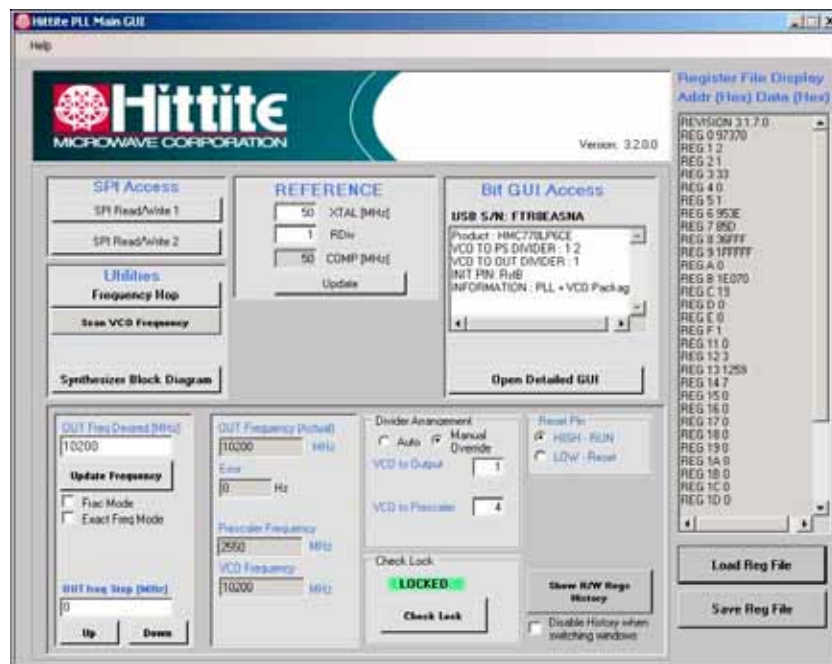 Hittite PLL Main GUI
Help
Hittite
MICROWAVE CORPORATION
Version: 3.2.0.0
SPI Access
SPI Read/Write 1
SPI Read/Write 2
Utilities
Frequency Hop
Scan VCO Frequency
Synthesizer Block Diagram
REFERENCE
50 XTAL [MHz]
1 RDiv
50 COMP [MHz]
Update
Bit GUI Access
USB S/N: FTR8EASNA
Product : HMC778LP6CE
VCO TO PS DIVIDER : 1 2
VCO TO OUT DIVIDER : 1
INIT PIN: RstB
INFORMATION : PLL + VCO Packag
Open Detailed GUI
OUT Freq Desired [MHz]
10200
Update Frequency
Frac Mode
Exact Freq Mode
OUT freq Step [MHz]
0
Up Down
OUT Frequency (Actual)
10200 MHz
Error
0 Hz
Prescaler Frequency
2550 MHz
VCO Frequency
10200 MHz
Divider Arrangement
Auto Manual Override
VCO to Output 1
VCO to Prescaler 4
Check Lock
LOCKED
Check Lock
Reset Pin
HIGH - RUN
LOW - Reset
Show R/W Regs
History
Disable History when
switching windows
Register File Display
Addr (Hex) Data (Hex)
REVISION 3.1.7.0
REG 0 97370
REG 1 2
REG 2 1
REG 3 33
REG 4 0
REG 5 1
REG 6 953E
REG 7 85D
REG 8 36FFF
REG 9 1FFFFF
REG A 0
REG B 1E070
REG C 19
REG D 0
REG E 0
REG F 1
REG 11 0
REG 12 3
REG 13 1259
REG 14 7
REG 15 0
REG 16 0
REG 17 0
REG 18 0
REG 19 0
REG 1A 0
REG 1B 0
REG 1C 0
REG 1D 0
Load Reg File
Save Reg File